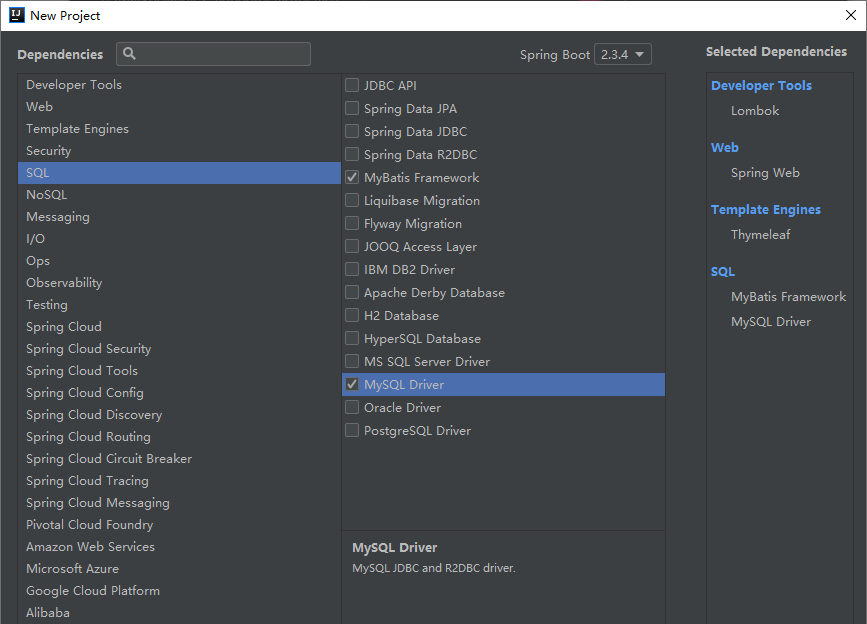 New Project
Dependencies
Spring Boot 2.3.4
Selected Dependencies
Developer Tools
Web
Template Engines
Security
SQL
NoSQL
Messaging
I/O
Ops
Observability
Testing
Spring Cloud
Spring Cloud Security
Spring Cloud Tools
Spring Cloud Config
Spring Cloud Discovery
Spring Cloud Routing
Spring Cloud Circuit Breaker
Spring Cloud Tracing
Spring Cloud Messaging
Pivotal Cloud Foundry
Amazon Web Services
Microsoft Azure
Google Cloud Platform
Alibaba
JDBC API
Spring Data JPA
Spring Data JDBC
Spring Data R2DBC
MyBatis Framework
Liquibase Migration
Flyway Migration
JOOQ Access Layer
IBM DB2 Driver
Apache Derby Database
H2 Database
HyperSQL Database
MS SQL Server Driver
MySQL Driver
Oracle Driver
PostgreSQL Driver
MySQL Driver
MySQL JDBC and R2DBC driver.
Developer Tools
Lombok
Web
Spring Web
Template Engines
Thymeleaf
SQL
MyBatis Framework
MySQL Driver